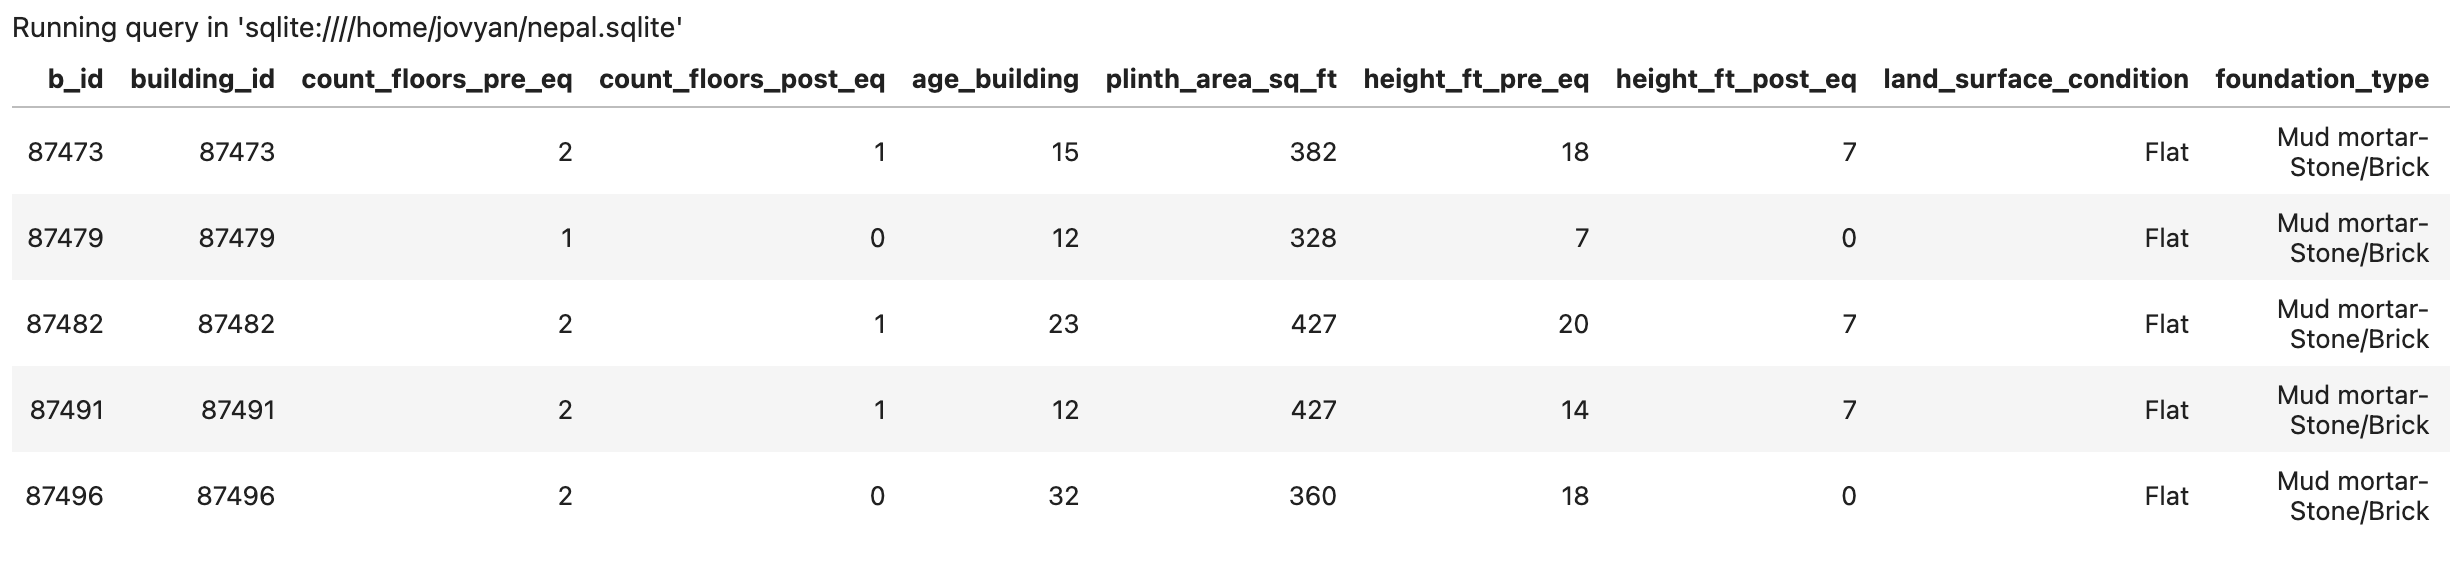 Running query in 'sqlite:////home/jovyan/nepal.sqlite'
b_id building_id count_floors_pre_eq count_floors_post_eq age_building plinth_area_sq_ft height_ft_pre_eq height_ft_post_eq land_surface_condition foundation_type
87473 87473 2 1 15 382 18 7 Flat Mud mortar-
Stone/Brick
87479 87479 1 0 12 328 7 0 Flat Mud mortar-
Stone/Brick
87482 87482 2 1 23 427 20 7 Flat Mud mortar-
Stone/Brick
87491 87491 2 1 12 427 14 7 Flat Mud mortar-
Stone/Brick
87496 87496 2 0 32 360 18 0 Flat Mud mortar-
Stone/Brick